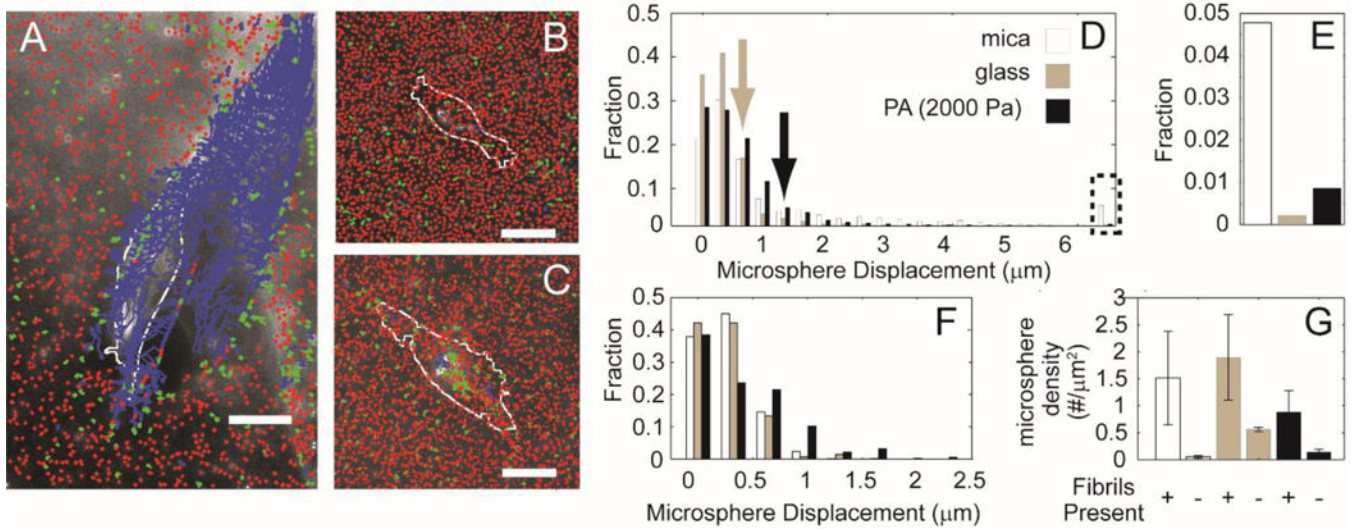 A
B
C
D
0.5
0.4
0.3
0.2
0.1
0
Fraction
mica
glass
PA (2000 Pa)
0 1 2 3 4 5 6
Microsphere Displacement (μm)
E
0.05
0.04
0.03
0.02
0.01
0
Fraction
F
0.5
0.4
0.3
0.2
0.1
0
Fraction
0 0.5 1 1.5 2 2.5
Microsphere Displacement (μm)
G
3
2.5
2
1.5
1
0.5
0
microsphere
density
(#/μm²)
Fibrils
Present
+ - + - + -